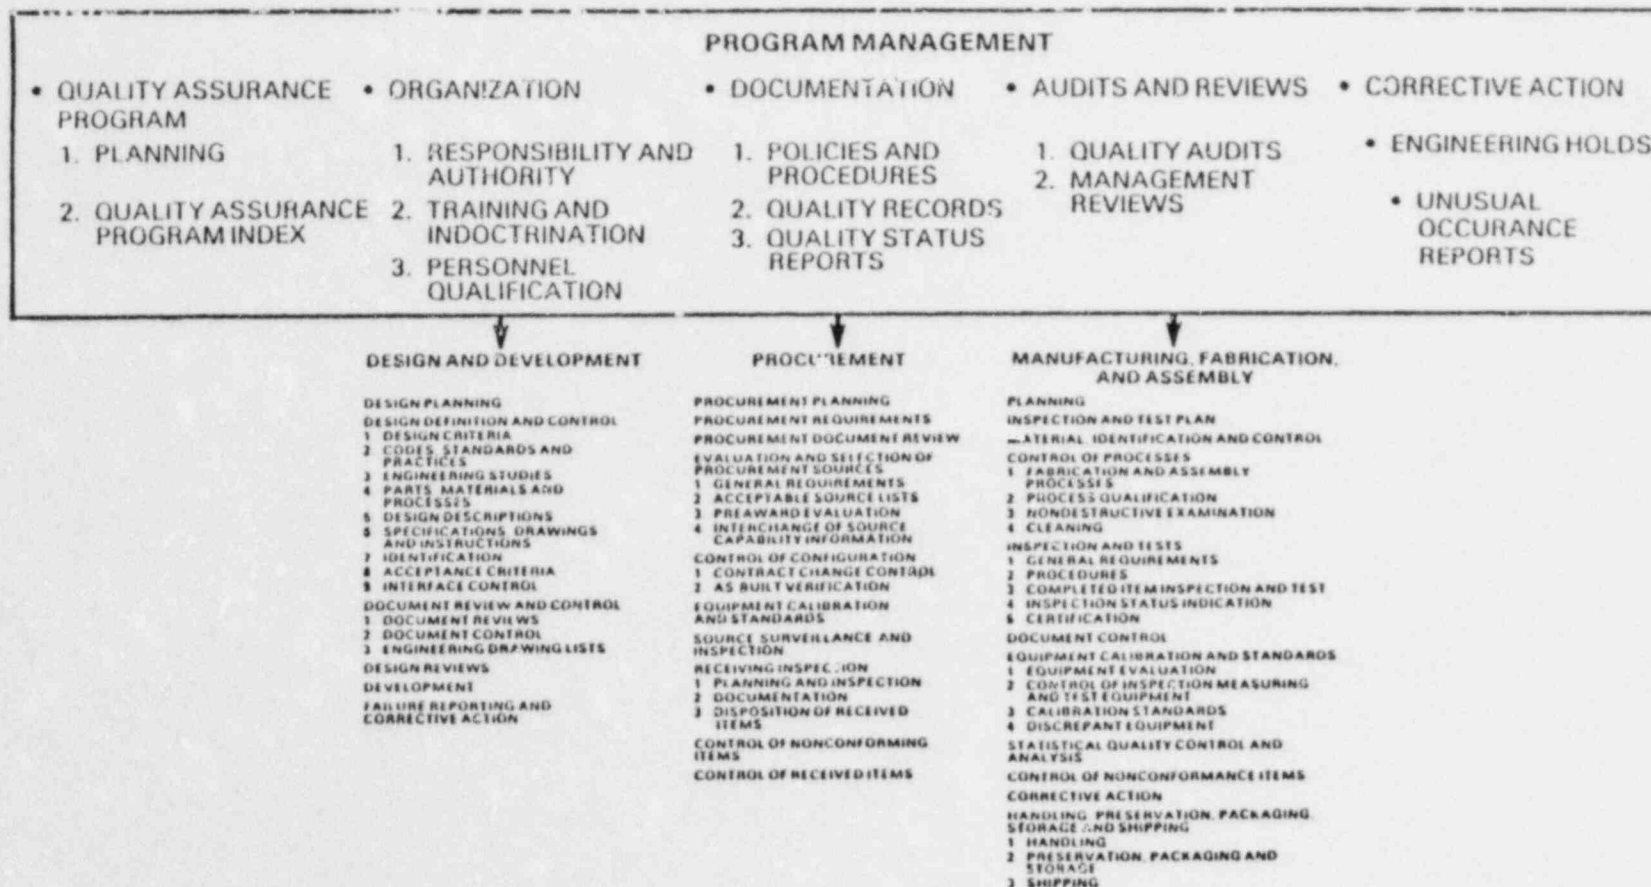 PROGRAM MANAGEMENT
• QUALITY ASSURANCE
PROGRAM
1. PLANNING
2. QUALITY ASSURANCE
PROGRAM INDEX
• ORGANIZATION
1. RESPONSIBILITY AND
AUTHORITY
2. TRAINING AND
INDOCTRINATION
3. PERSONNEL
QUALIFICATION
• DOCUMENTATION
1. POLICIES AND
PROCEDURES
2. QUALITY RECORDS
3. QUALITY STATUS
REPORTS
• AUDITS AND REVIEWS
1. QUALITY AUDITS
2. MANAGEMENT
REVIEWS
• CORRECTIVE ACTION
• ENGINEERING HOLDS
• UNUSUAL
OCCURANCE
REPORTS
DESIGN AND DEVELOPMENT
DESIGN PLANNING
DESIGN DEFINITION AND CONTROL
1 DESIGN CRITERIA
2 CODES, STANDARDS AND
PRACTICES
3 ENGINEERING STUDIES
4 PARTS, MATERIALS AND
PROCESSES
5 DESIGN DESCRIPTIONS
6 SPECIFICATIONS, DRAWINGS
AND INSTRUCTIONS
7 IDENTIFICATION
8 ACCEPTANCE CRITERIA
9 INTERFACE CONTROL
DOCUMENT REVIEW AND CONTROL
1 DOCUMENT REVIEWS
2 DOCUMENT CONTROL
3 ENGINEERING DRAWING LISTS
DESIGN REVIEWS
DEVELOPMENT
FAILURE REPORTING AND
CORRECTIVE ACTION
PROCUREMENT
PROCUREMENT PLANNING
PROCUREMENT REQUIREMENTS
PROCUREMENT DOCUMENT REVIEW
EVALUATION AND SELECTION OF
PROCUREMENT SOURCES
1 GENERAL REQUIREMENTS
2 ACCEPTABLE SOURCE LISTS
3 PREAWARD EVALUATION
4 INTERCHANGE OF SOURCE
CAPABILITY INFORMATION
CONTROL OF CONFIGURATION
1 CONTRACT CHANGE CONTROL
2 AS BUILT VERIFICATION
EQUIPMENT CALIBRATION
AND STANDARDS
SOURCE SURVEILLANCE AND
INSPECTION
RECEIVING INSPECTION
1 PLANNING AND INSPECTION
2 DOCUMENTATION
3 DISPOSITION OF RECEIVED
ITEMS
CONTROL OF NONCONFORMING
ITEMS
CONTROL OF RECEIVED ITEMS
MANUFACTURING, FABRICATION,
AND ASSEMBLY
PLANNING
INSPECTION AND TEST PLAN
MATERIAL IDENTIFICATION AND CONTROL
CONTROL OF PROCESSES
1 FABRICATION AND ASSEMBLY
PROCESSES
2 PROCESS QUALIFICATION
3 NONDESTRUCTIVE EXAMINATION
4 CLEANING
INSPECTION AND TESTS
1 GENERAL REQUIREMENTS
2 PROCEDURES
3 COMPLETED ITEM INSPECTION AND TEST
4 INSPECTION STATUS INDICATION
5 CERTIFICATION
DOCUMENT CONTROL
EQUIPMENT CALIBRATION AND STANDARDS
1 EQUIPMENT EVALUATION
2 CONTROL OF INSPECTION MEASURING
AND TEST EQUIPMENT
3 CALIBRATION STANDARDS
4 DISCREPANT EQUIPMENT
STATISTICAL QUALITY CONTROL AND
ANALYSIS
CONTROL OF NONCONFORMANCE ITEMS
CORRECTIVE ACTION
HANDLING, PRESERVATION, PACKAGING,
STORAGE AND SHIPPING
1 HANDLING
2 PRESERVATION, PACKAGING AND
STORAGE
3 SHIPPING